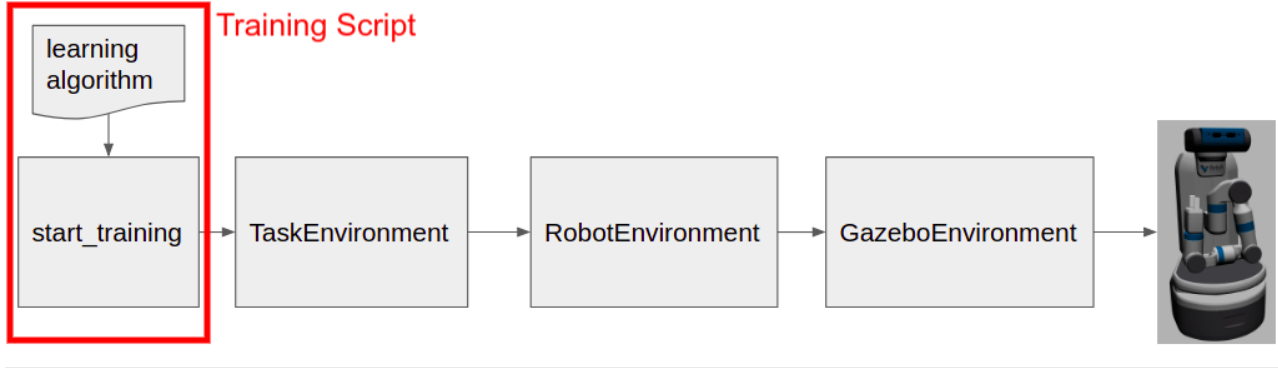 Training Script
learning
algorithm
start_training
TaskEnvironment
RobotEnvironment
GazeboEnvironment